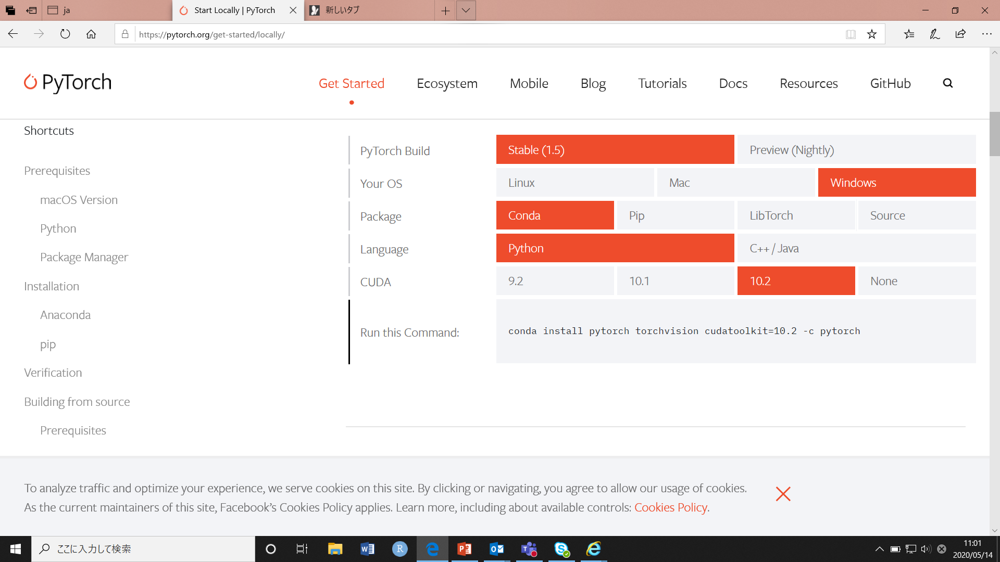 ja
Start Locally | PyTorch
新しいタブ
https://pytorch.org/get-started/locally/
PyTorch
Get Started
Ecosystem
Mobile
Blog
Tutorials
Docs
Resources
GitHub
Shortcuts
Prerequisites
macOS Version
Python
Package Manager
Installation
Anaconda
pip
Verification
Building from source
Prerequisites
PyTorch Build
Stable (1.5)
Preview (Nightly)
Your OS
Linux
Mac
Windows
Package
Conda
Pip
LibTorch
Source
Language
Python
C++ / Java
CUDA
9.2
10.1
10.2
None
Run this Command:
conda install pytorch torchvision cudatoolkit=10.2 -c pytorch
To analyze traffic and optimize your experience, we serve cookies on this site. By clicking or navigating, you agree to allow our usage of cookies.
As the current maintainers of this site, Facebook’s Cookies Policy applies. Learn more, including about available controls: Cookies Policy.
ここに入力して検索
11:01
2020/05/14